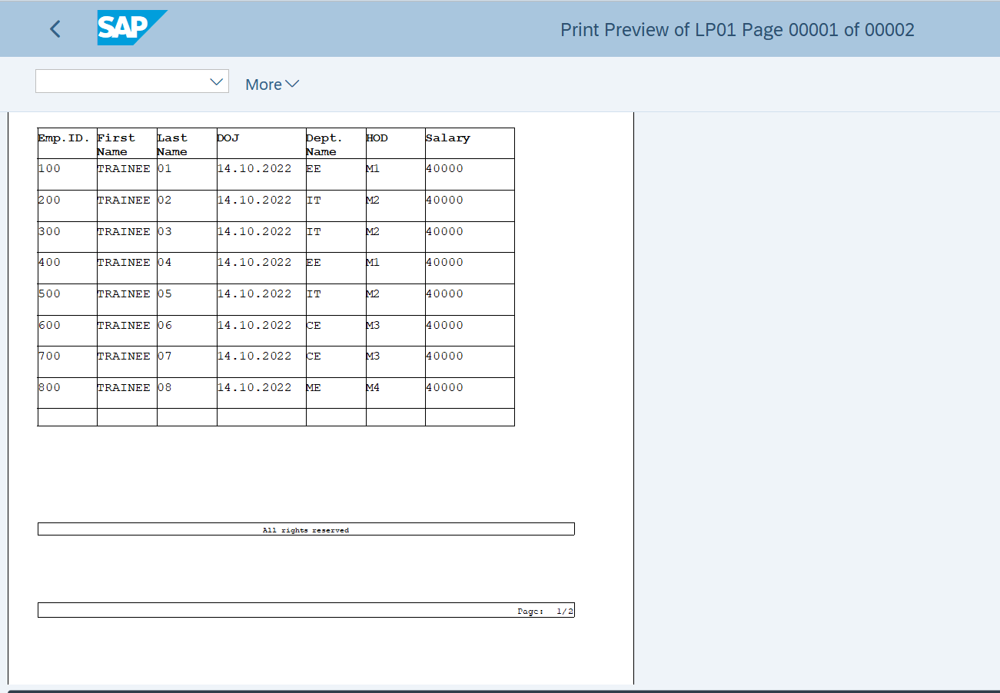 SAP
Print Preview of LP01 Page 00001 of 00002
More
Emp.ID. First Name Last Name DOJ Dept. Name HOD Salary
100 TRAINEE 01 14.10.2022 EE M1 40000
200 TRAINEE 02 14.10.2022 IT M2 40000
300 TRAINEE 03 14.10.2022 IT M2 40000
400 TRAINEE 04 14.10.2022 EE M1 40000
500 TRAINEE 05 14.10.2022 IT M2 40000
600 TRAINEE 06 14.10.2022 CE M3 40000
700 TRAINEE 07 14.10.2022 CE M3 40000
800 TRAINEE 08 14.10.2022 ME M4 40000
All rights reserved
Page: 1/2